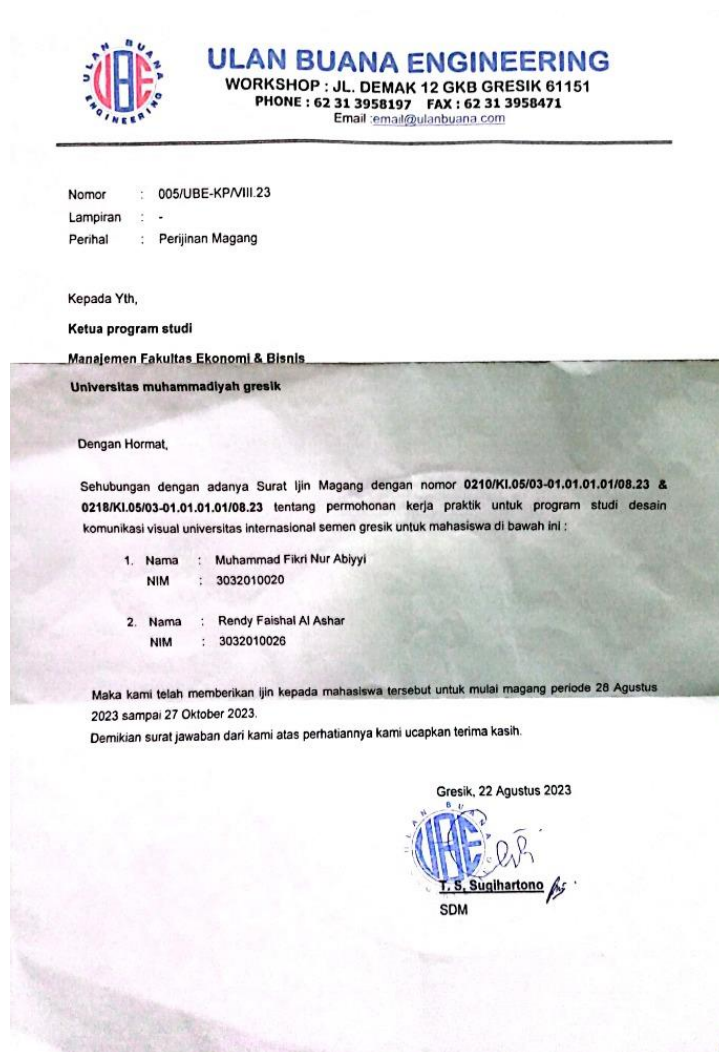 ULAN BUANA
UBE
ENGINEERING
ULAN BUANA ENGINEERING
WORKSHOP : JL. DEMAK 12 GKB GRESIK 61151
PHONE : 62 31 3958197 FAX : 62 31 3958471
Email :email@ulanbuana.com
Nomor : 005/UBE-KP/VIII.23
Lampiran : -
Perihal : Perijinan Magang
Kepada Yth,
Ketua program studi
Manajemen Fakultas Ekonomi & Bisnis
Universitas muhammadiyah gresik
Dengan Hormat,
Sehubungan dengan adanya Surat Ijin Magang dengan nomor 0210/KI.05/03-01.01.01.01/08.23 &
0218/KI.05/03-01.01.01.01/08.23 tentang permohonan kerja praktik untuk program studi desain
komunikasi visual universitas internasional semen gresik untuk mahasiswa di bawah ini :
1. Nama : Muhammad Fikri Nur Abiyyi
NIM : 3032010020
2. Nama : Rendy Faishal Al Ashar
NIM : 3032010026
Maka kami telah memberikan Ijin kepada mahasiswa tersebut untuk mulai magang periode 28 Agustus
2023 sampai 27 Oktober 2023.
Demikian surat jawaban dari kami atas perhatiannya kami ucapkan terima kasih.
Gresik, 22 Agustus 2023
ULAN BUANA
UBE
T. S. Sugihartono
SDM